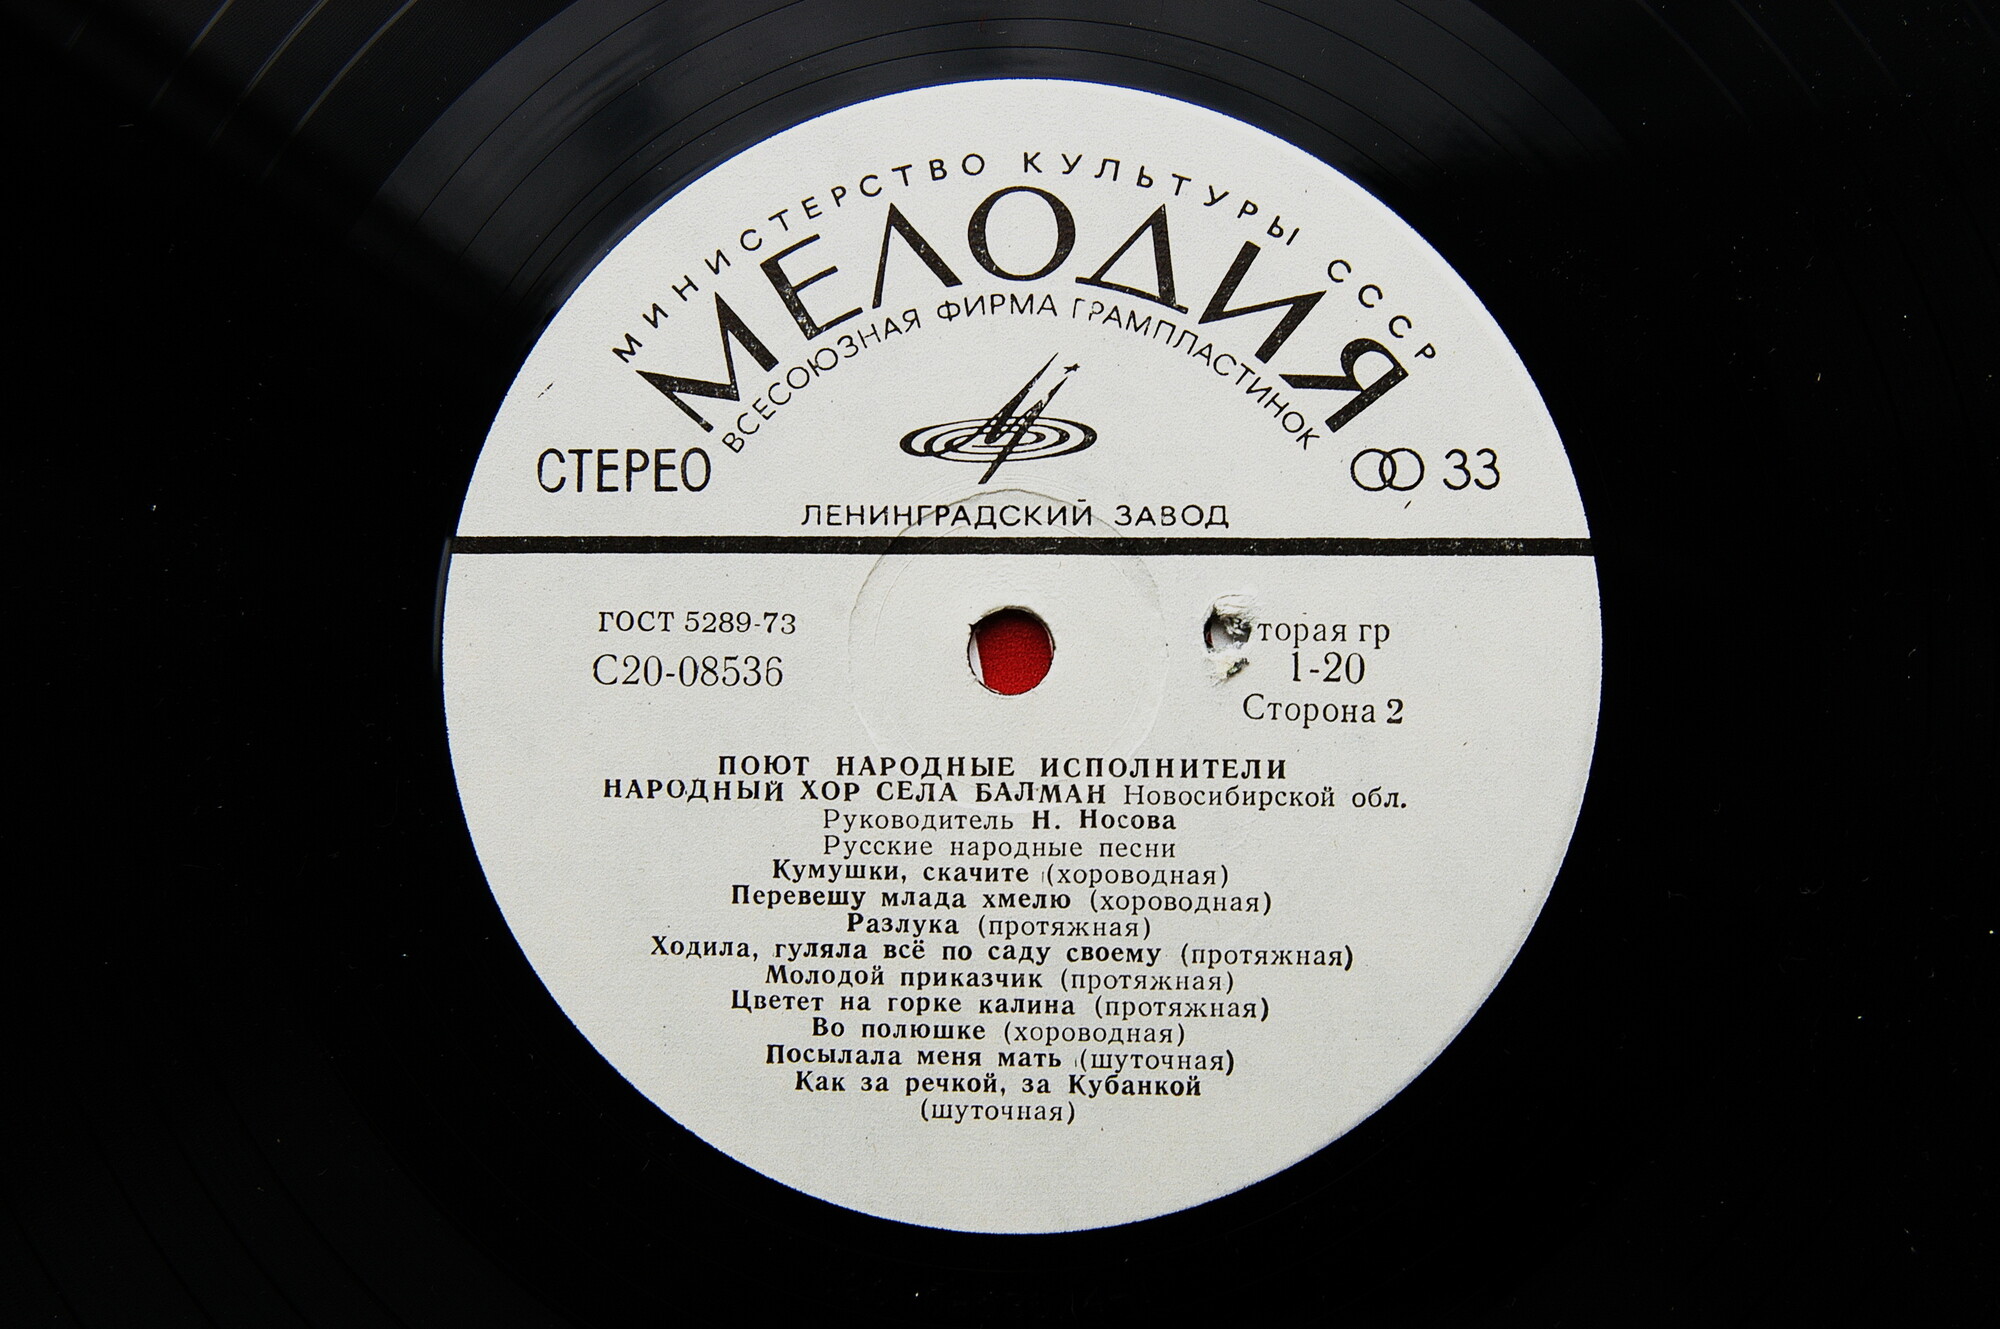 МИНИСТЕРСТВО КУЛЬТУРЫ СССР
МЕЛОДИЯ
ВСЕСОЮЗНАЯ ФИРМА ГРАМПЛАСТИНОК
СТЕРЕО
33
ЛЕНИНГРАДСКИЙ ЗАВОД
ГОСТ 5289-73
С20-08536
торая гр
1-20
Сторона 2
ПОЮТ НАРОДНЫЕ ИСПОЛНИТЕЛИ
НАРОДНЫЙ ХОР СЕЛА БАЛМАН Новосибирской обл.
Руководитель Н. Носова
Русские народные песни
Кумушки, скачите (хороводная)
Перевешу млада хмелю (хороводная)
Разлука (протяжная)
Ходила, гуляла всё по саду своему (протяжная)
Молодой приказчик (протяжная)
Цветет на горке калина (протяжная)
Во полюшке (хороводная)
Посылала меня мать (шуточная)
Как за речкой, за Кубанкой
(шуточная)